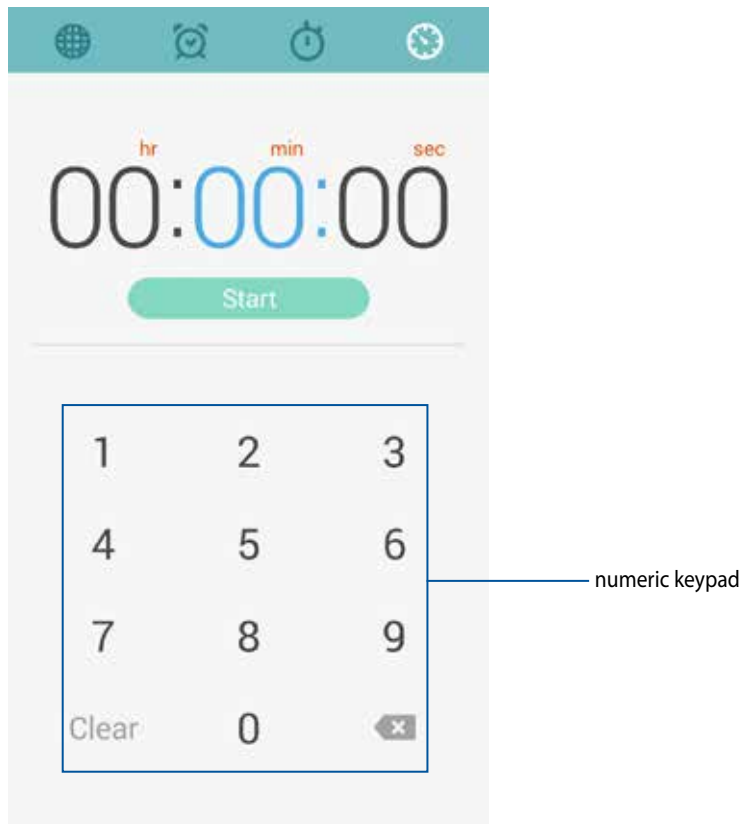 hr min sec
00:00:00
Start
1 2 3
4 5 6
numeric keypad
7 8 9
Clear 0